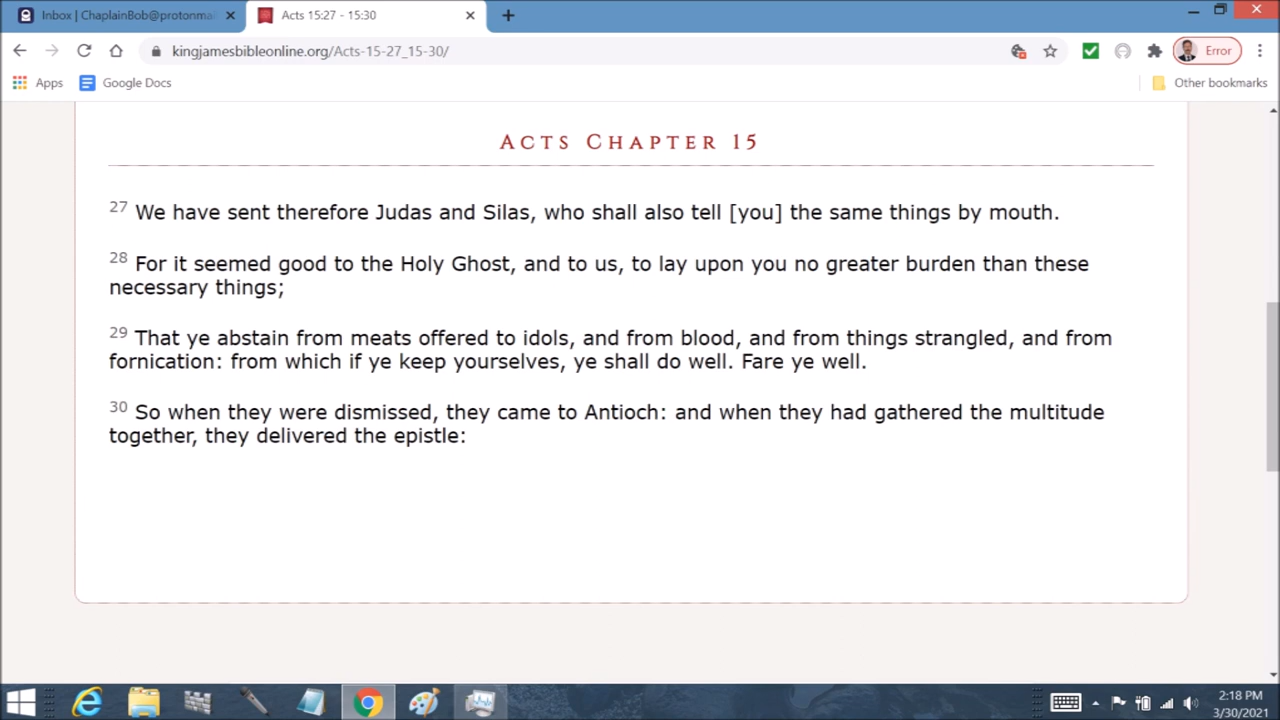 Inbox | ChaplainBob@protonmai
Acts 15:27 - 15:30
kingjamesbibleonline.org/Acts-15-27_15-30/
Error
Apps
Google Docs
Other bookmarks
Acts Chapter 15
27 We have sent therefore Judas and Silas, who shall also tell [you] the same things by mouth.
28 For it seemed good to the Holy Ghost, and to us, to lay upon you no greater burden than these
necessary things;
29 That ye abstain from meats offered to idols, and from blood, and from things strangled, and from
fornication: from which if ye keep yourselves, ye shall do well. Fare ye well.
30 So when they were dismissed, they came to Antioch: and when they had gathered the multitude
together, they delivered the epistle:
2:18 PM
3/30/2021